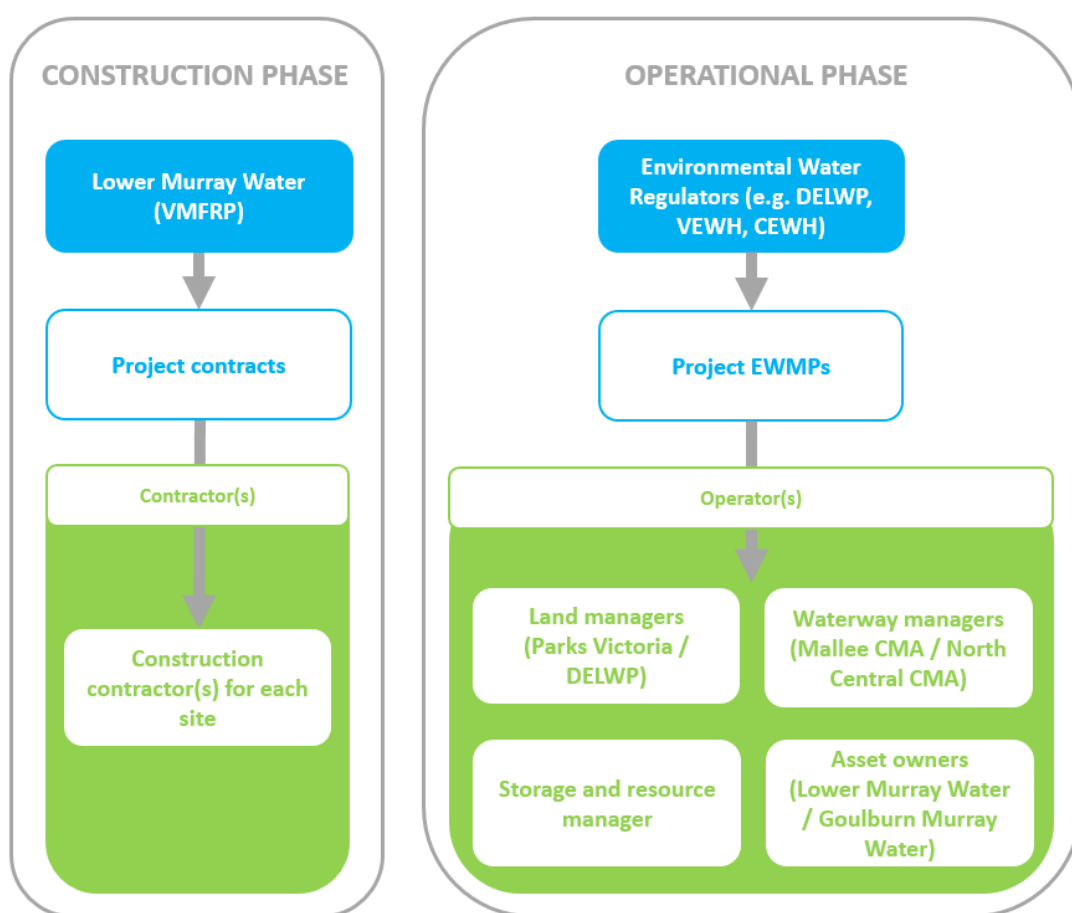 CONSTRUCTION PHASE
Lower Murray Water
(VMFRP)
Project contracts
Contractor(s)
Construction
contractor(s) for each
site
OPERATIONAL PHASE
Environmental Water
Regulators (e.g. DELWP,
VEWH, CEWH)
Project EWMPs
Operator(s)
Land managers
(Parks Victoria /
DELWP)
Waterway managers
(Mallee CMA / North
Central CMA)
Storage and resource
manager
Asset owners
(Lower Murray Water
/ Goulburn Murray
Water)